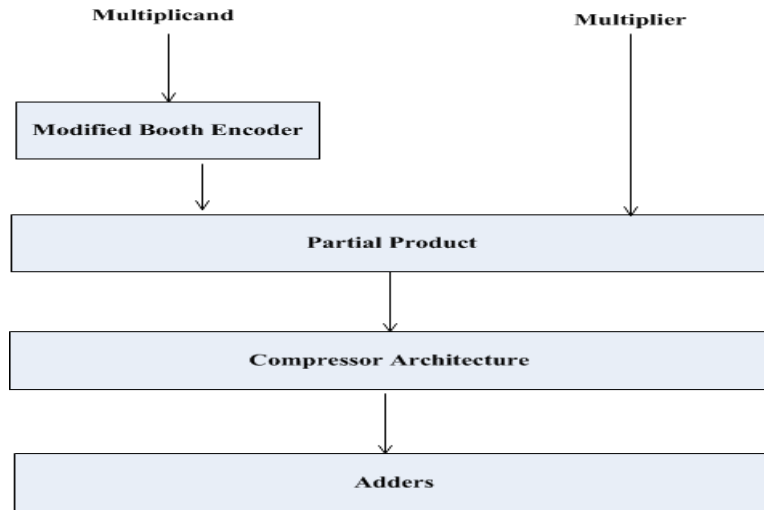 Multiplicand
Multiplier
Modified Booth Encoder
Partial Product
Compressor Architecture
Adders